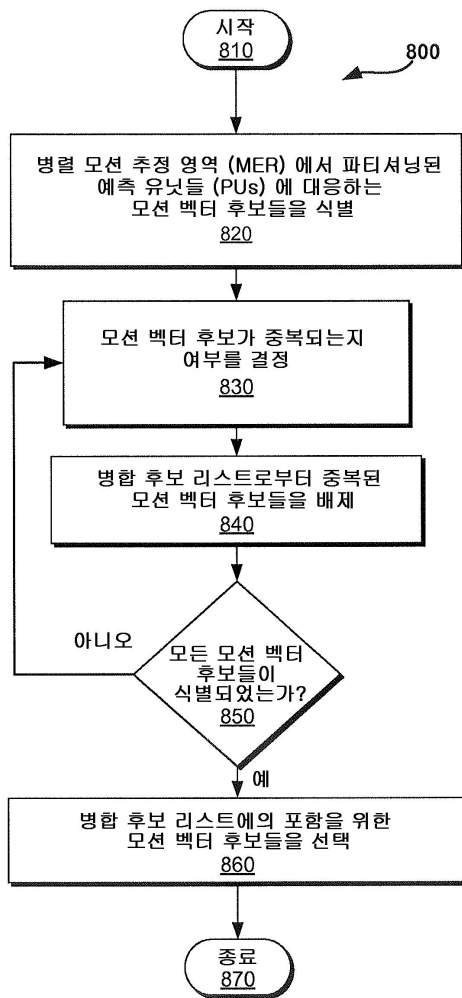 시작
810
800
병렬 모션 추정 영역 (MER) 에서 파티셔닝된
예측 유닛들 (PUs) 에 대응하는
모션 벡터 후보들을 식별
820
모션 벡터 후보가 중복되는지
여부를 결정
830
병합 후보 리스트로부터 중복된
모션 벡터 후보들을 배제
840
아니오
모든 모션 벡터
후보들이
식별되었는가?
850
예
병합 후보 리스트에의 포함을 위한
모션 벡터 후보들을 선택
860
종료
870